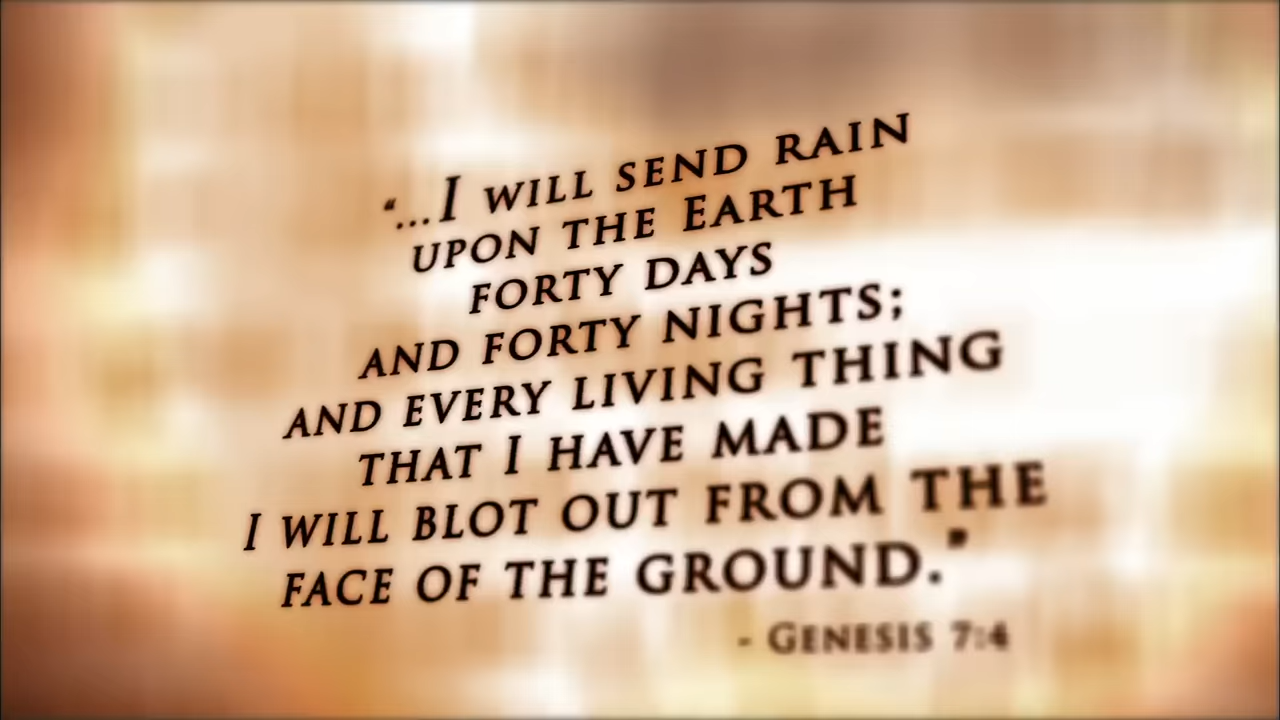 “...I WILL SEND RAIN
UPON THE EARTH
FORTY DAYS
AND FORTY NIGHTS;
AND EVERY LIVING THING
THAT I HAVE MADE
I WILL BLOT OUT FROM THE
FACE OF THE GROUND.”
- GENESIS 7:4